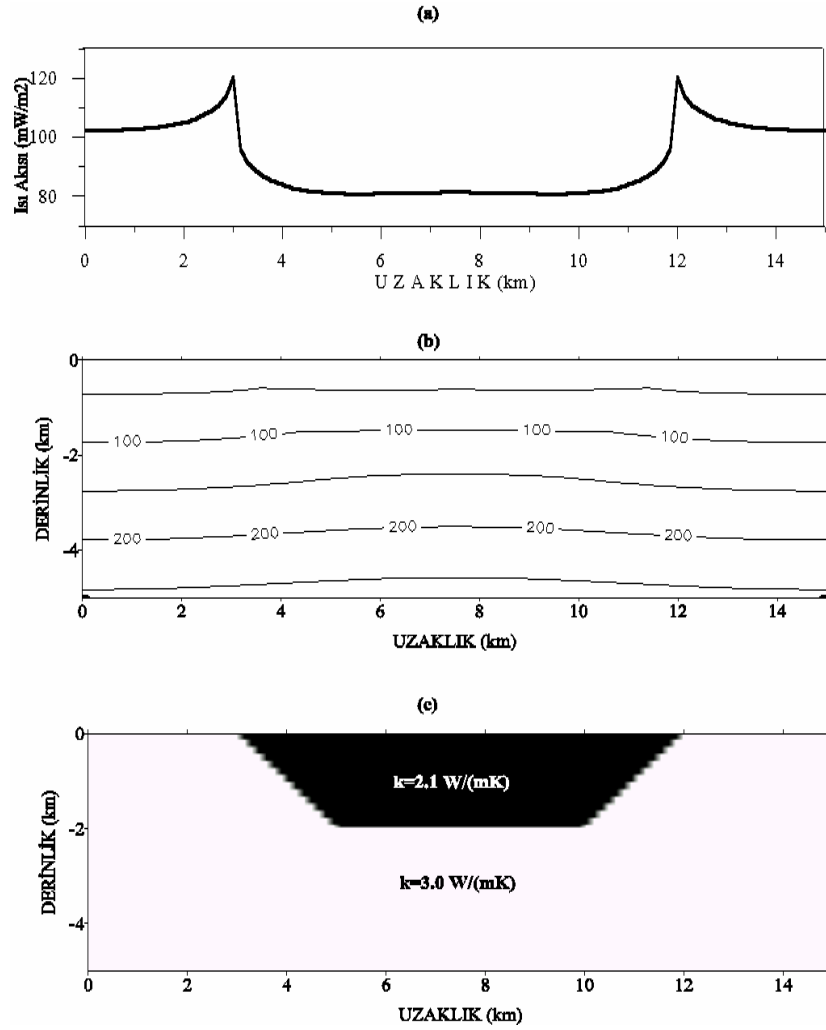 (a)
Isı Akısı (mW/m2)
120
100
80
0 2 4 6 8 10 12 14
UZAKLIK (km)
(b)
DERİNLİK (km)
0
-2
-4
100 100 100 100 100
200 200 200 200 200
0 2 4 6 8 10 12 14
UZAKLIK (km)
(c)
DERİNLİK (km)
0
-2
-4
k=2.1 W/(mK)
k=3.0 W/(mK)
0 2 4 6 8 10 12 14
UZAKLIK (km)